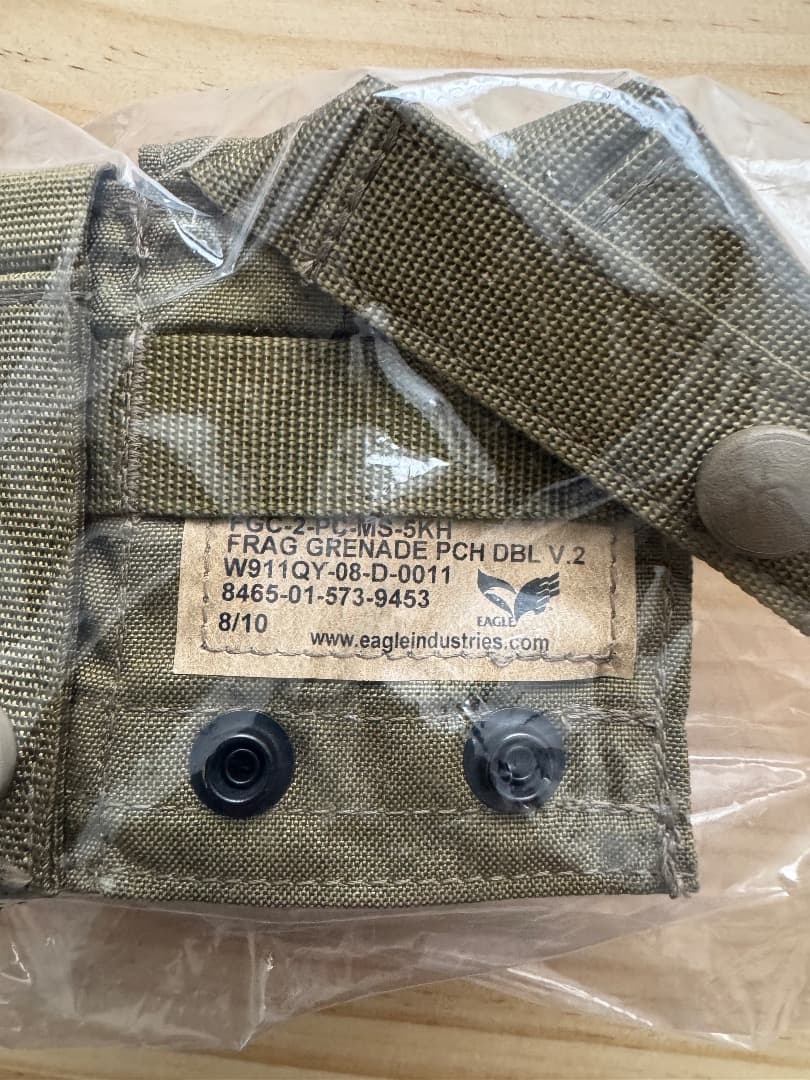 FGC-2-PC-MS-5KH
FRAG GRENADE PCH DBL V.2
W911QY-08-D-0011
8465-01-573-9453
EAGLE
8/10
www.eagleindustries.com